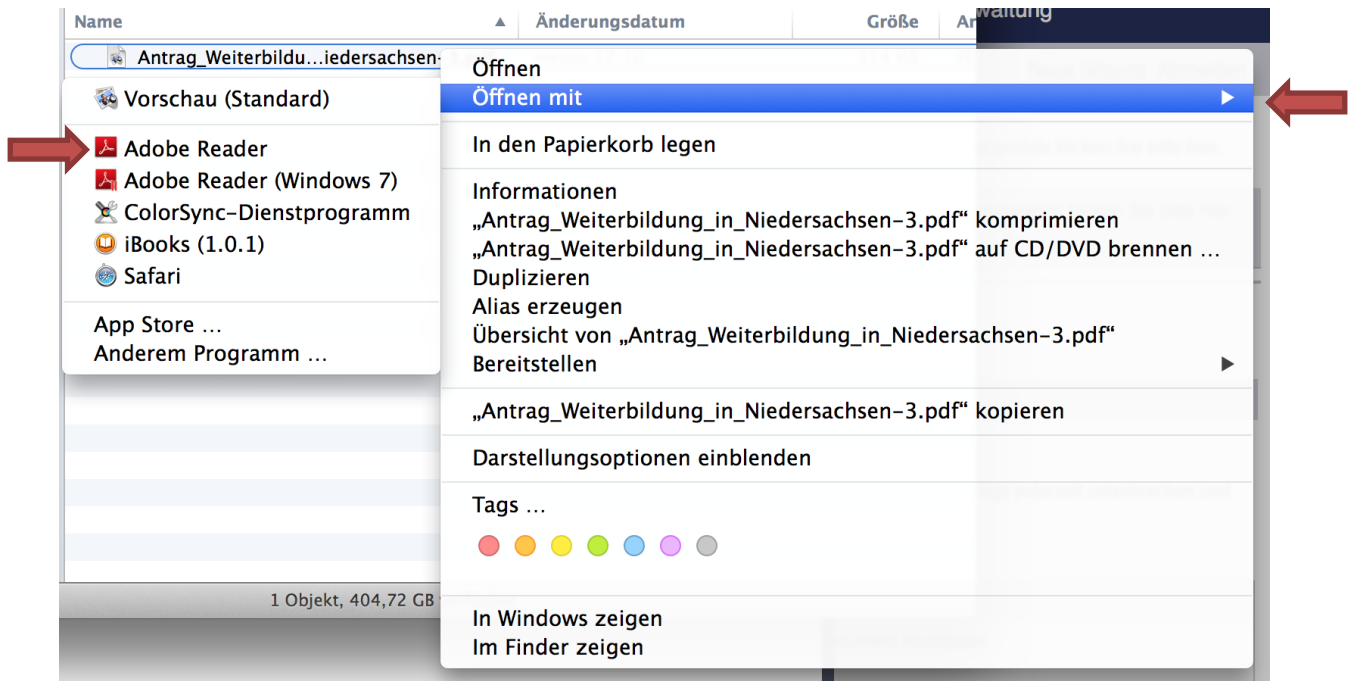 Name Änderungsdatum Größe Ar
waltung
Antrag_Weiterbildu…iedersachsen-
Vorschau (Standard)
Adobe Reader
Adobe Reader (Windows 7)
ColorSync-Dienstprogramm
iBooks (1.0.1)
Safari
App Store …
Anderem Programm …
Öffnen
Öffnen mit
In den Papierkorb legen
Informationen
„Antrag_Weiterbildung_in_Niedersachsen-3.pdf“ komprimieren
„Antrag_Weiterbildung_in_Niedersachsen-3.pdf“ auf CD/DVD brennen …
Duplizieren
Alias erzeugen
Übersicht von „Antrag_Weiterbildung_in_Niedersachsen-3.pdf“
Bereitstellen
„Antrag_Weiterbildung_in_Niedersachsen-3.pdf“ kopieren
Darstellungsoptionen einblenden
Tags …
In Windows zeigen
Im Finder zeigen
1 Objekt, 404,72 GB